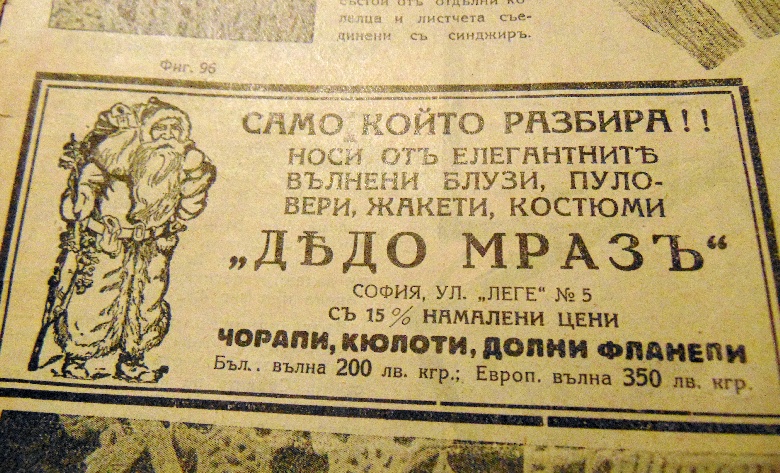 състои отъ отдѣлни ко-
лелца и листчета съе-
динени съ синджиръ.
Фиг. 96
САМО КОЙТО РАЗБИРА!!
НОСИ ОТЪ ЕЛЕГАНТНИТѢ
ВЪЛНЕНИ БЛУЗИ, ПУЛО-
ВЕРИ, ЖАКЕТИ, КОСТЮМИ
„ДѢДО МРАЗЪ“
СОФИЯ, УЛ. „ЛЕГЕ“ № 5
СЪ 15% НАМАЛЕНИ ЦЕНИ
ЧОРАПИ, КЮЛОТИ, ДОЛНИ ФЛАНЕЛИ
Бъл.. вълна 200 лв. кгр.; Европ. вълна 350 лв. кгр.